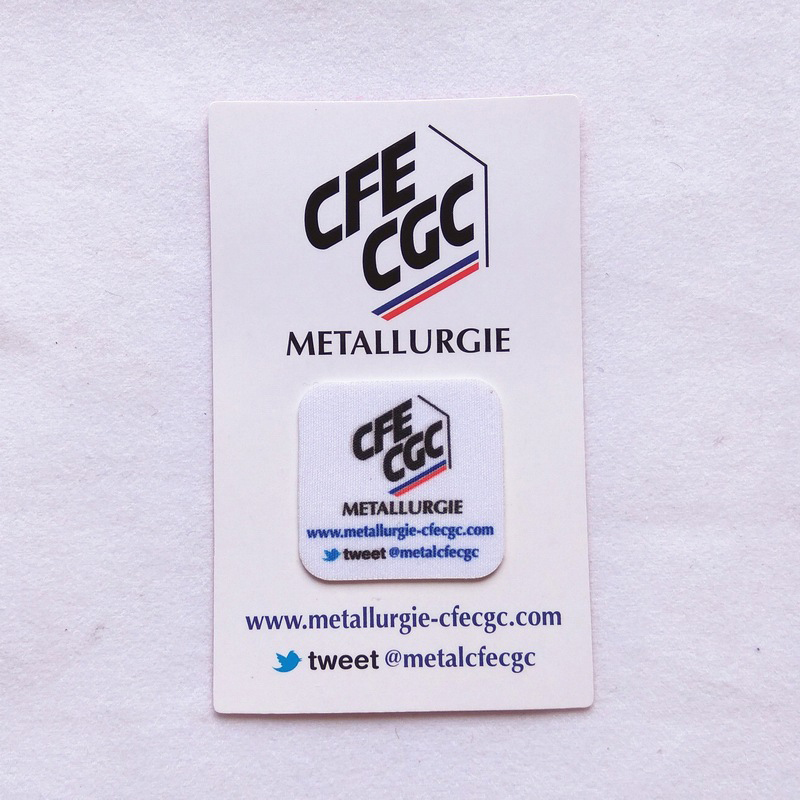 CFE
CGC
METALLURGIE
CFE
CGC
METALLURGIE
www.metallurgie-cfecgc.com
tweet @metalcfecgc
www.metallurgie-cfecgc.com
tweet @metalcfecgc